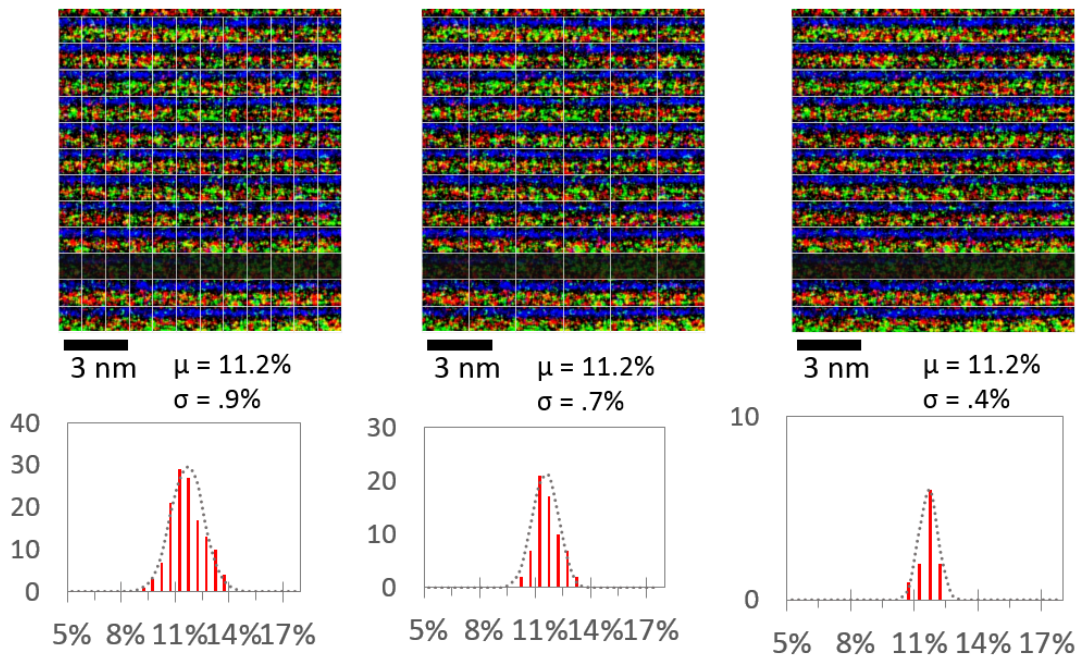 3 nm
μ = 11.2%
σ = .9%
3 nm
μ = 11.2%
σ = .7%
3 nm
μ = 11.2%
σ = .4%
40
30
20
10
0
5% 8% 11% 14% 17%
30
20
10
0
5% 8% 11% 14% 17%
10
0
5% 8% 11% 14% 17%